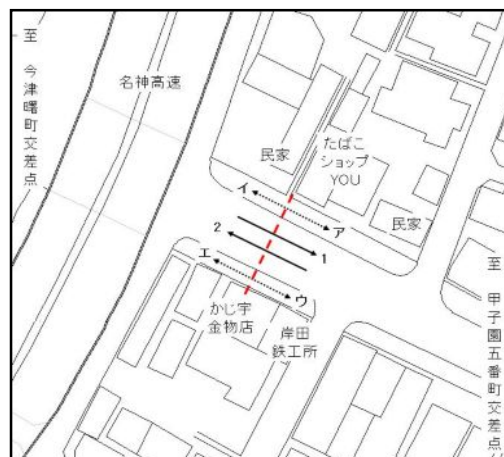 至 今津曙町交差点
名神高速
民家
たばこ
ショップ
YOU
イ
ア
民家
2
1
エ
ウ
かじ宇
金物店
岸田
鉄工所
至 甲子園五番町交差点